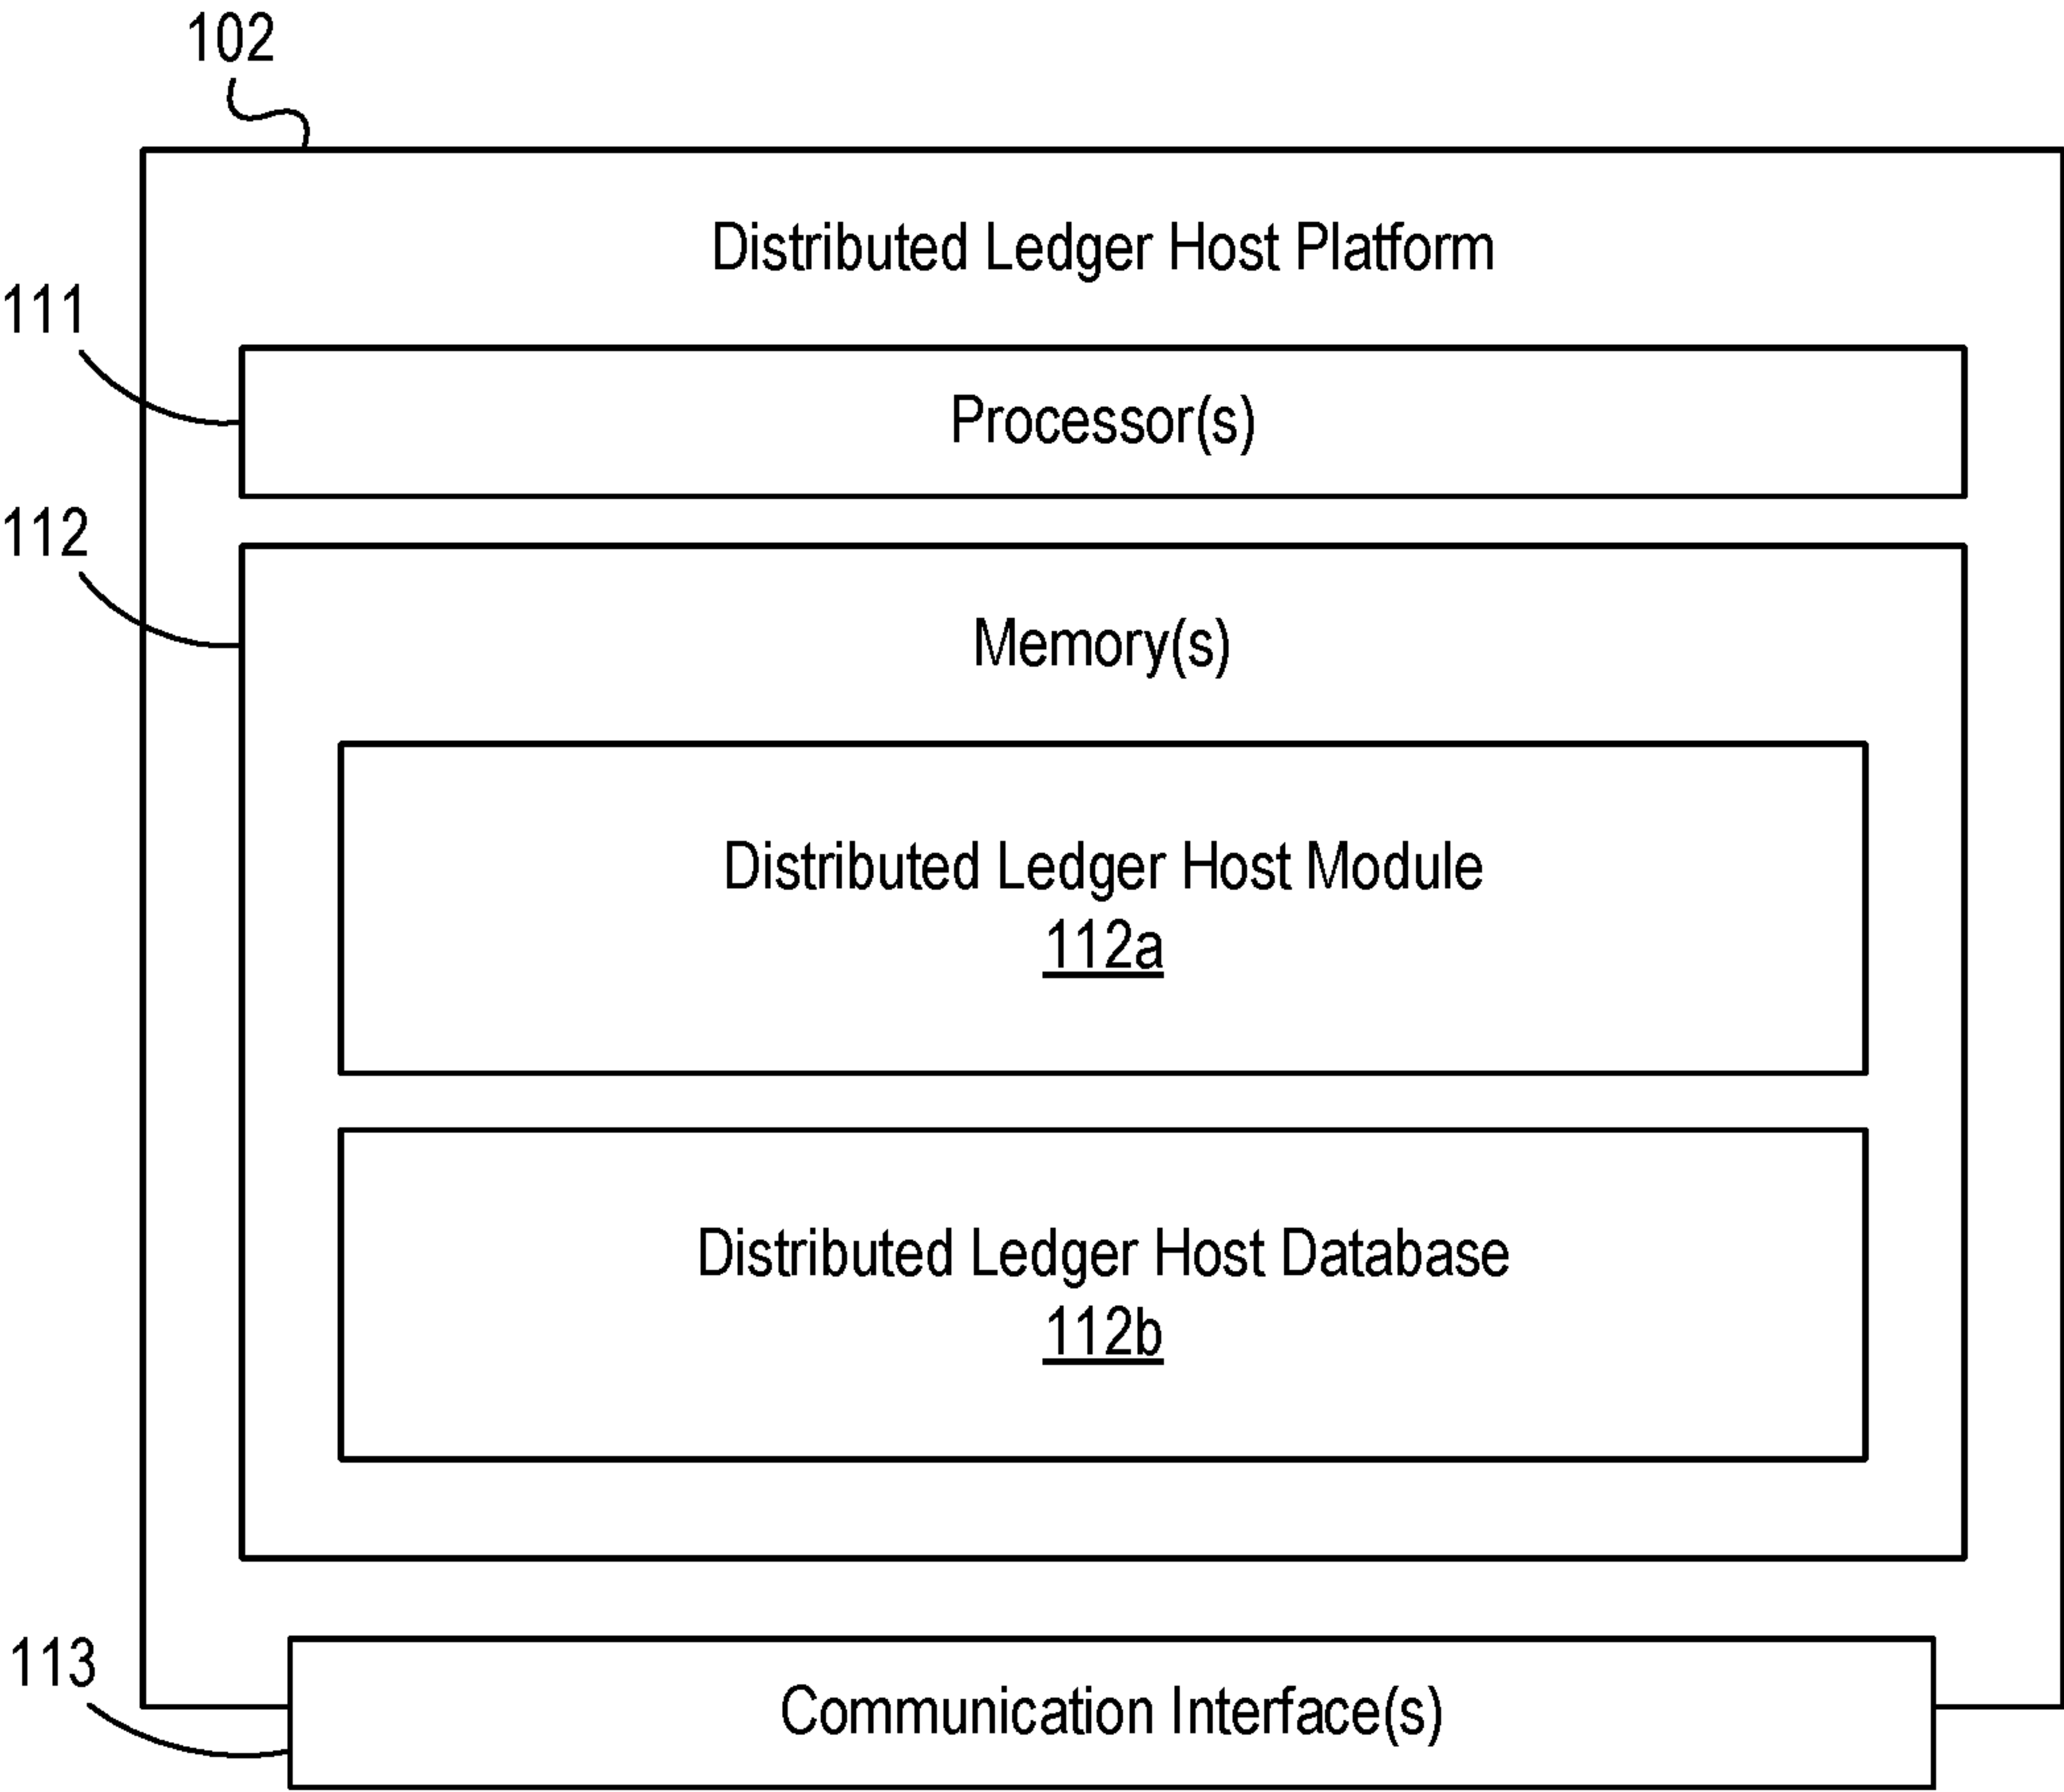 102
Distributed Ledger Host Platform
111
Processor(s)
112
Memory(s)
Distributed Ledger Host Module
112a
Distributed Ledger Host Database
112b
113
Communication Interface(s)